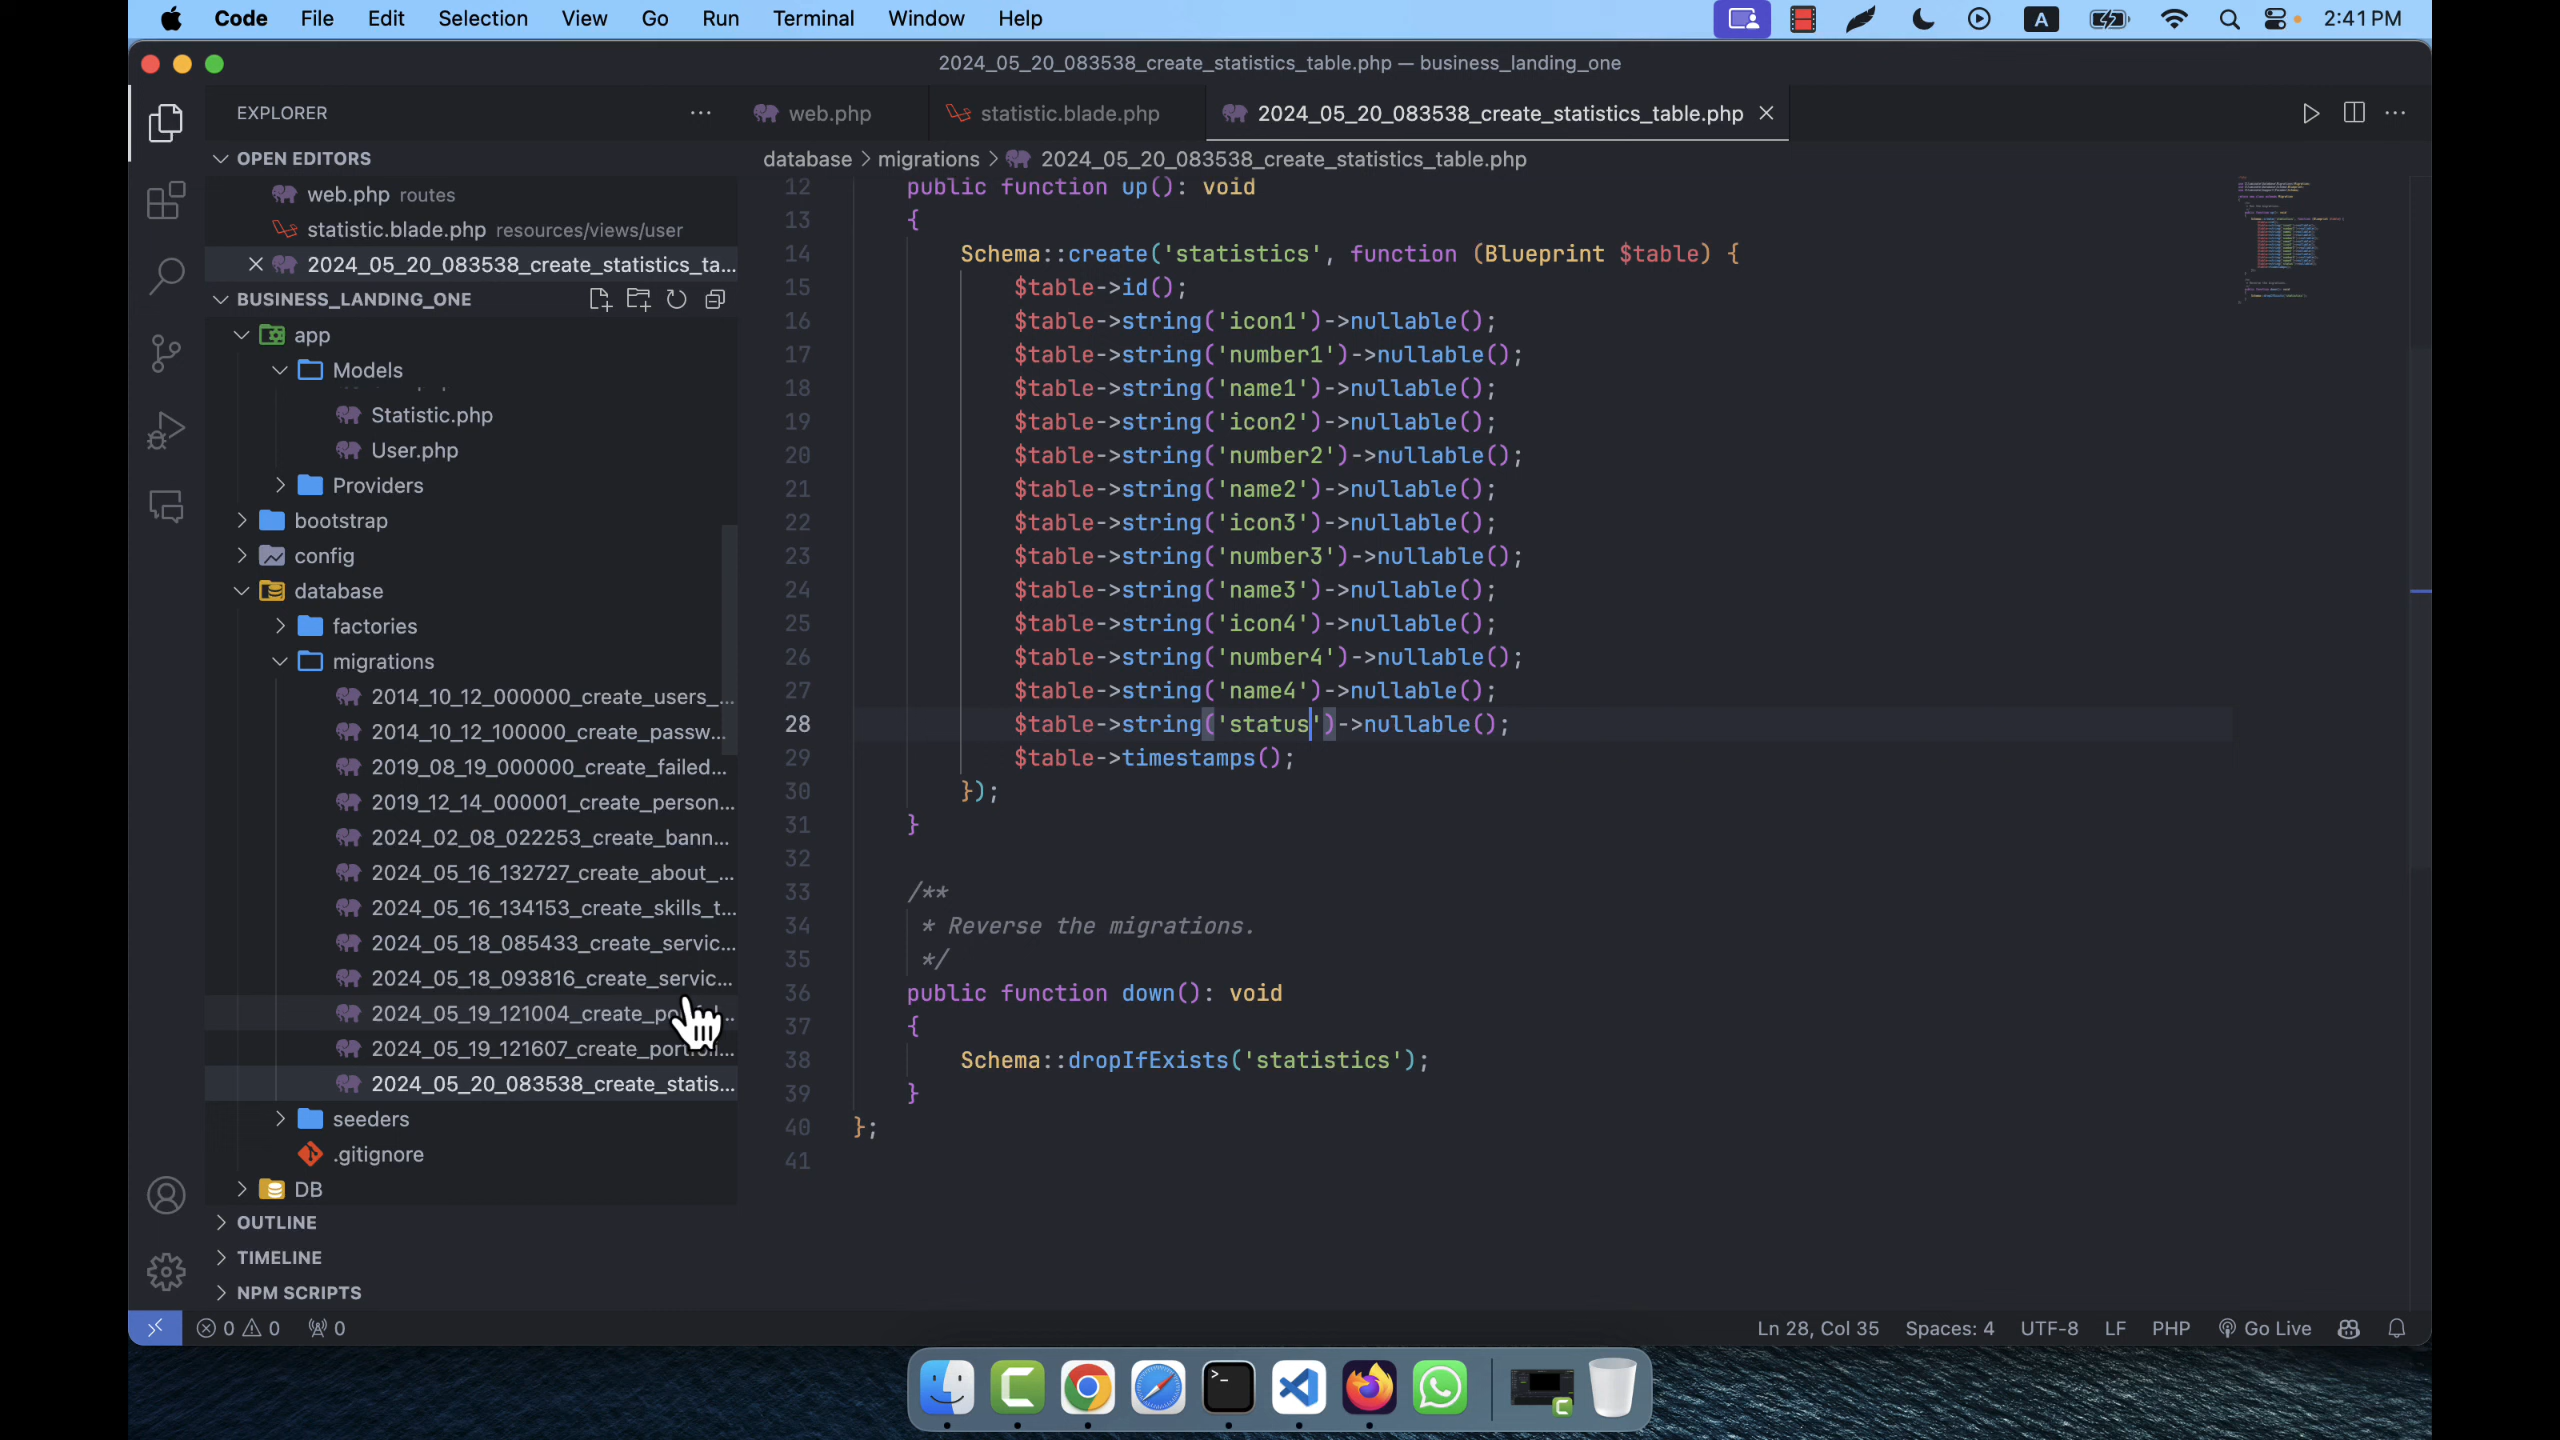 Code File Edit Selection View Go Run Terminal Window Help A 2:41 PM
2024_05_20_083538_create_statistics_table.php — business_landing_one
EXPLORER
web.php statistic.blade.php 2024_05_20_083538_create_statistics_table.php
database > migrations > 2024_05_20_083538_create_statistics_table.php
OPEN EDITORS
web.php routes
statistic.blade.php resources/views/user
2024_05_20_083538_create_statistics_ta...
BUSINESS_LANDING_ONE
app
Models
Statistic.php
User.php
Providers
bootstrap
config
database
factories
migrations
2014_10_12_000000_create_users_...
2014_10_12_100000_create_passw...
2019_08_19_000000_create_failed...
2019_12_14_000001_create_person...
2024_02_08_022253_create_bann...
2024_05_16_132727_create_about_...
2024_05_16_134153_create_skills_t...
2024_05_18_085433_create_servic...
2024_05_18_093816_create_servic...
2024_05_19_121004_create_po
2024_05_19_121607_create_portfoli...
2024_05_20_083538_create_statis...
seeders
.gitignore
DB
OUTLINE
TIMELINE
NPM SCRIPTS
12 public function up(): void
13 {
14 Schema::create('statistics', function (Blueprint $table) {
15 $table->id();
16 $table->string('icon1')->nullable();
17 $table->string('number1')->nullable();
18 $table->string('name1')->nullable();
19 $table->string('icon2')->nullable();
20 $table->string('number2')->nullable();
21 $table->string('name2')->nullable();
22 $table->string('icon3')->nullable();
23 $table->string('number3')->nullable();
24 $table->string('name3')->nullable();
25 $table->string('icon4')->nullable();
26 $table->string('number4')->nullable();
27 $table->string('name4')->nullable();
28 $table->string('status')->nullable();
29 $table->timestamps();
30 });
31 }
32
33 /**
34 * Reverse the migrations.
35 */
36 public function down(): void
37 {
38 Schema::dropIfExists('statistics');
39 }
40 };
41
0 0 0 Ln 28, Col 35 Spaces: 4 UTF-8 LF PHP Go Live